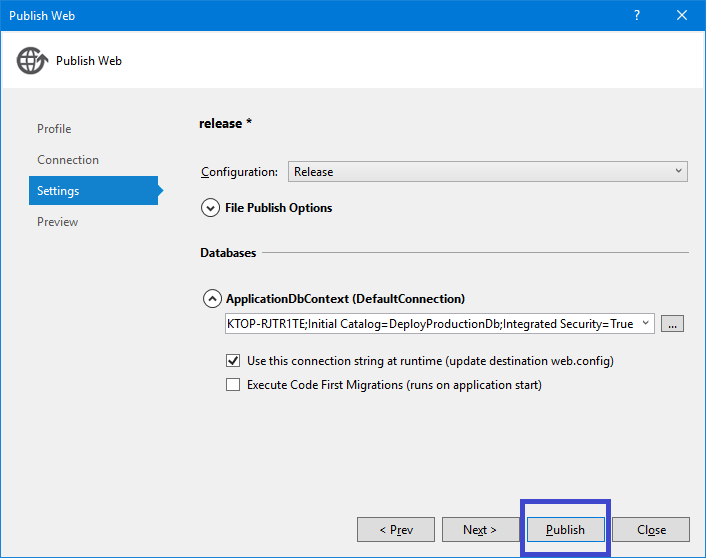 Publish Web
?
Publish Web
Profile
Connection
Settings
Preview
release *
Configuration: Release
File Publish Options
Databases
ApplicationDbContext (DefaultConnection)
KTOP-RJTR1TE;Initial Catalog=DeployProductionDb;Integrated Security=True ...
Use this connection string at runtime (update destination web.config)
Execute Code First Migrations (runs on application start)
< Prev Next > Publish Close